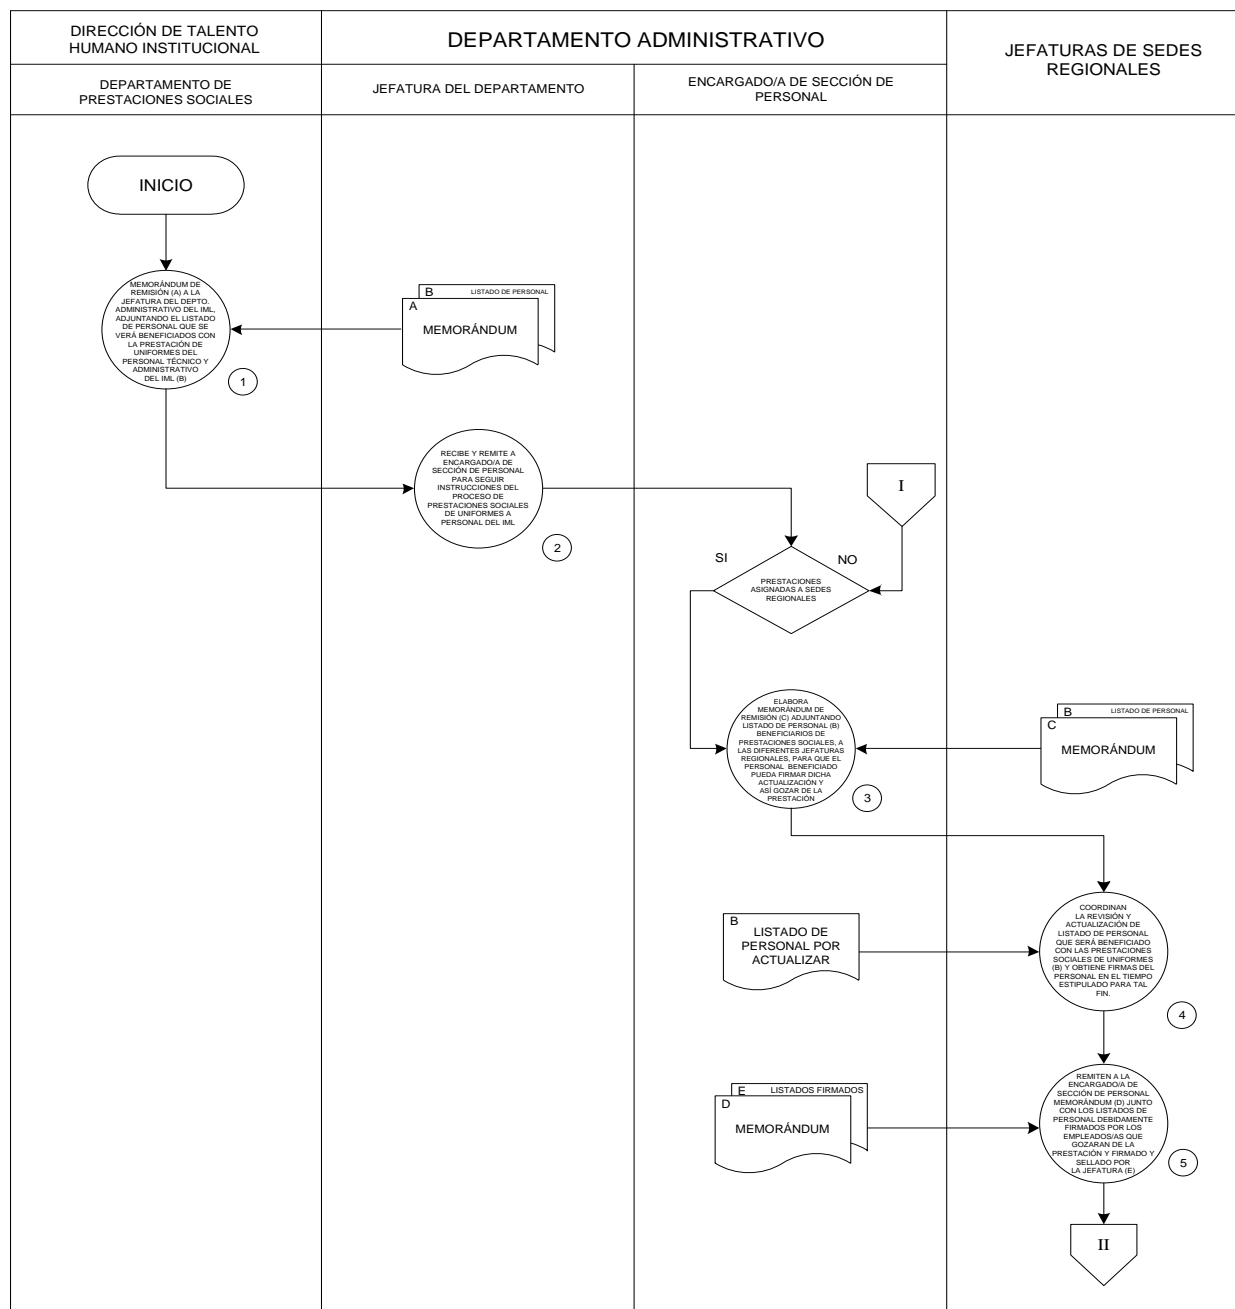 DIRECCIÓN DE TALENTO
HUMANO INSTITUCIONAL
DEPARTAMENTO ADMINISTRATIVO
JEFATURAS DE SEDES
REGIONALES
DEPARTAMENTO DE
PRESTACIONES SOCIALES
JEFATURA DEL DEPARTAMENTO
ENCARGADO/A DE SECCIÓN DE
PERSONAL
INICIO
MEMORÁNDUM DE
REMISIÓN (A) A LA
JEFATURA DEL DEPTO.
ADMINISTRATIVO DEL IML,
ADJUNTANDO EL LISTADO
DE PERSONAL QUE SE
VERÁ BENEFICIADOS CON
LA PRESTACIÓN DE
UNIFORMES DEL
PERSONAL TÉCNICO Y
ADMINISTRATIVO
DEL IML (B)
1
B
LISTADO DE PERSONAL
A
MEMORÁNDUM
RECIBE Y REMITE A
ENCARGADO/A DE
SECCIÓN DE PERSONAL
PARA SEGUIR
INSTRUCCIONES DEL
PROCESO DE
PRESTACIONES SOCIALES
DE UNIFORMES A
PERSONAL DEL IML
2
I
SI
NO
PRESTACIONES
ASIGNADAS A SEDES
REGIONALES
ELABORA
MEMORÁNDUM DE
REMISIÓN (C) ADJUNTANDO
LISTADO DE PERSONAL (B)
BENEFICIARIOS DE
PRESTACIONES SOCIALES, A
LAS DIFERENTES JEFATURAS
REGIONALES, PARA QUE EL
PERSONAL BENEFICIADO
PUEDA FIRMAR DICHA
ACTUALIZACIÓN Y
ASÍ GOZAR DE LA
PRESTACIÓN
3
B
LISTADO DE PERSONAL
C
MEMORÁNDUM
B
LISTADO DE
PERSONAL POR
ACTUALIZAR
COORDINAN
LA REVISIÓN Y
ACTUALIZACIÓN DE
LISTADO DE PERSONAL
QUE SERÁ BENEFICIADO
CON LAS PRESTACIONES
SOCIALES DE UNIFORMES
(B) Y OBTIENE FIRMAS DEL
PERSONAL EN EL TIEMPO
ESTIPULADO PARA TAL
FIN.
4
E
LISTADOS FIRMADOS
D
MEMORÁNDUM
REMITEN A LA
ENCARGADO/A DE
SECCIÓN DE PERSONAL
MEMORÁNDUM (D) JUNTO
CON LOS LISTADOS DE
PERSONAL DEBIDAMENTE
FIRMADOS POR LOS
EMPLEADOS/AS QUE
GOZARAN DE LA
PRESTACIÓN Y FIRMADO Y
SELLADO POR
LA JEFATURA (E)
5
II